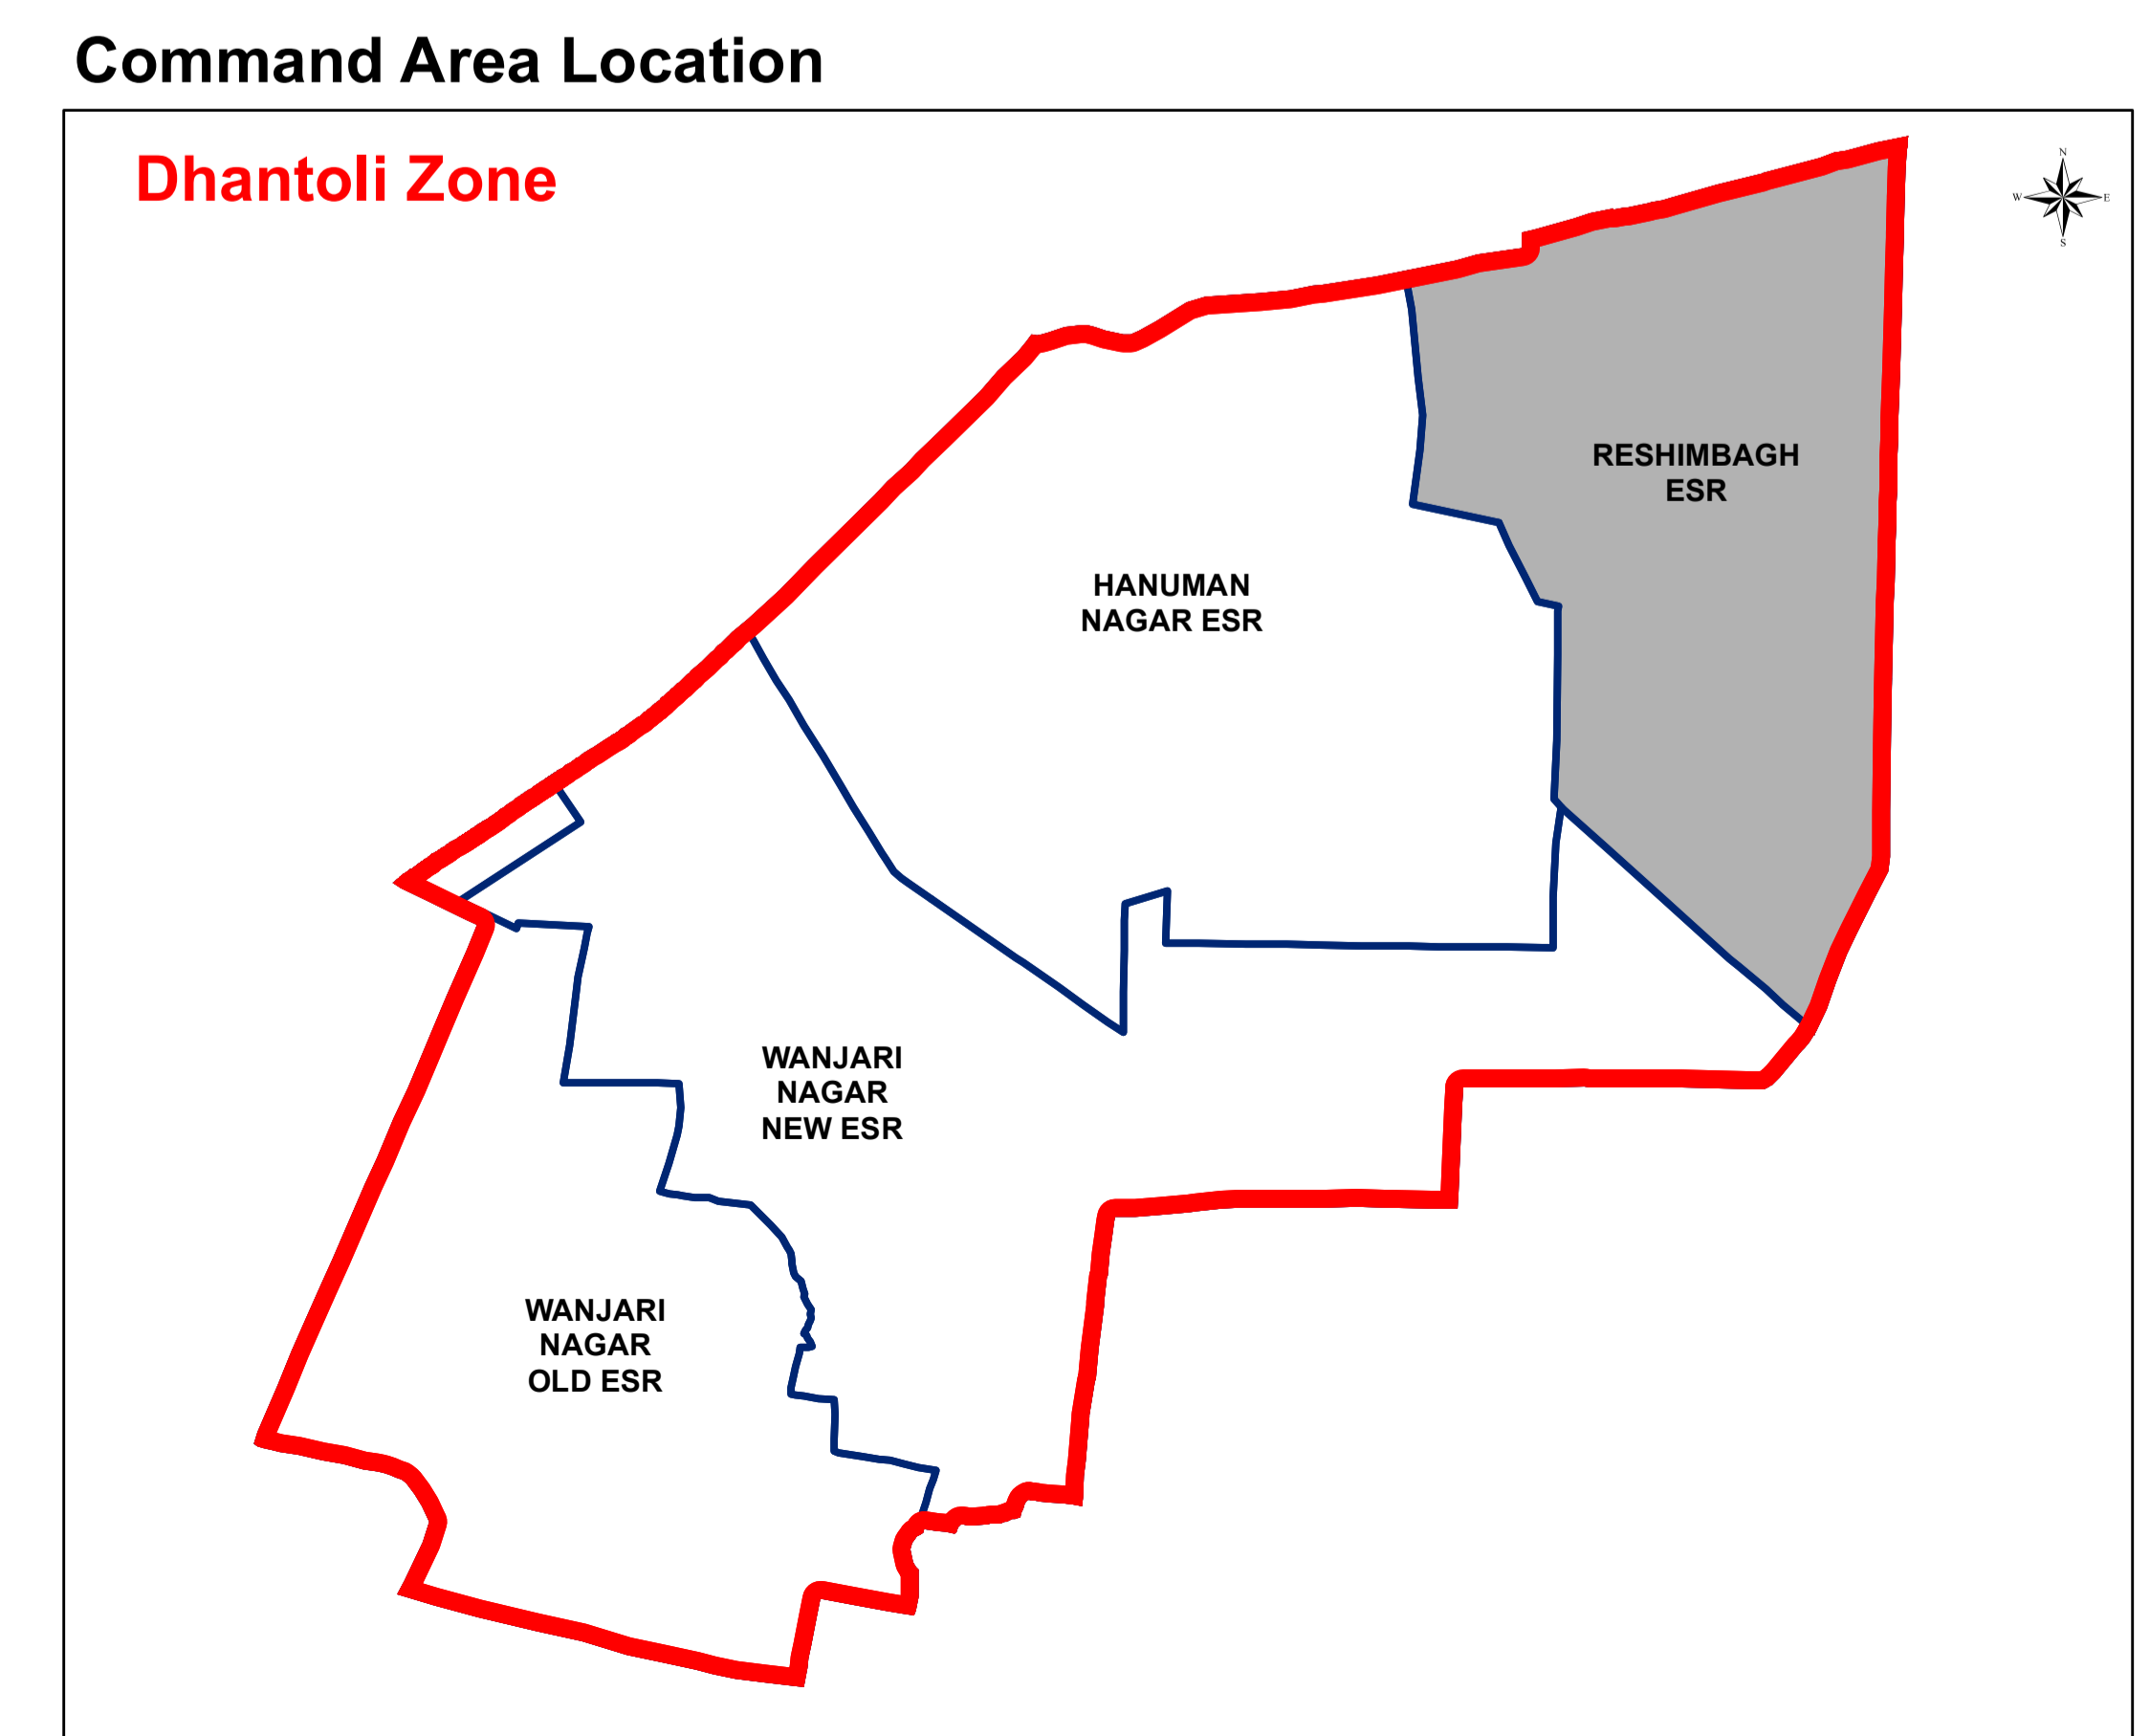 Command Area Location
Dhantoli Zone
N
W
E
S
RESHIMBAGH
ESR
HANUMAN
NAGAR ESR
WANJARI
NAGAR
NEW ESR
WANJARI
NAGAR
OLD ESR